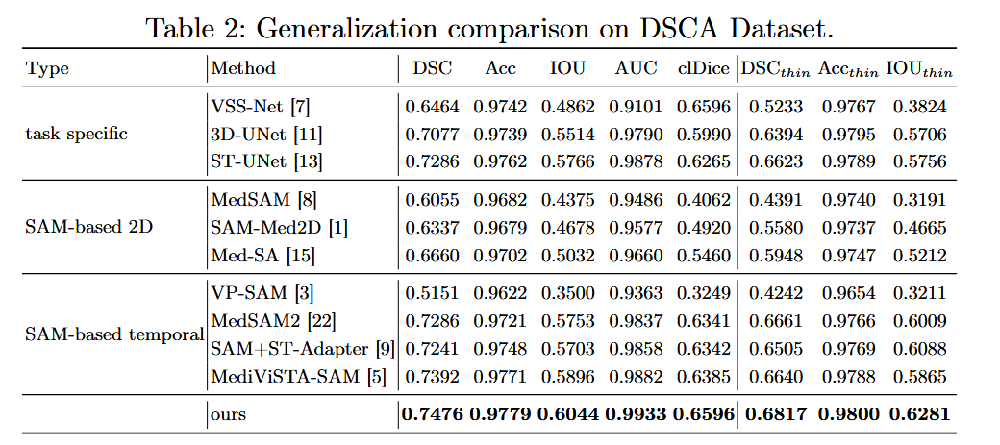 Table 2: Generalization comparison on DSCA Dataset.
Type Method DSC Acc IOU AUC clDice DSCthin Accthin IOUthin
VSS-Net [7] 0.6464 0.9742 0.4862 0.9101 0.6596 0.5233 0.9767 0.3824
task specific 3D-UNet [11] 0.7077 0.9739 0.5514 0.9790 0.5990 0.6394 0.9795 0.5706
ST-UNet [13] 0.7286 0.9762 0.5766 0.9878 0.6265 0.6623 0.9789 0.5756
MedSAM [8] 0.6055 0.9682 0.4375 0.9486 0.4062 0.4391 0.9740 0.3191
SAM-based 2D SAM-Med2D [1] 0.6337 0.9679 0.4678 0.9577 0.4920 0.5580 0.9737 0.4665
Med-SA [15] 0.6660 0.9702 0.5032 0.9660 0.5460 0.5948 0.9747 0.5212
VP-SAM [3] 0.5151 0.9622 0.3500 0.9363 0.3249 0.4242 0.9654 0.3211
MedSAM2 [22] 0.7286 0.9721 0.5753 0.9837 0.6341 0.6661 0.9766 0.6009
SAM-based temporal SAM+ST-Adapter [9] 0.7241 0.9748 0.5703 0.9858 0.6342 0.6505 0.9769 0.6088
MediViSTA-SAM [5] 0.7392 0.9771 0.5896 0.9882 0.6385 0.6640 0.9788 0.5865
ours 0.7476 0.9779 0.6044 0.9933 0.6596 0.6817 0.9800 0.6281